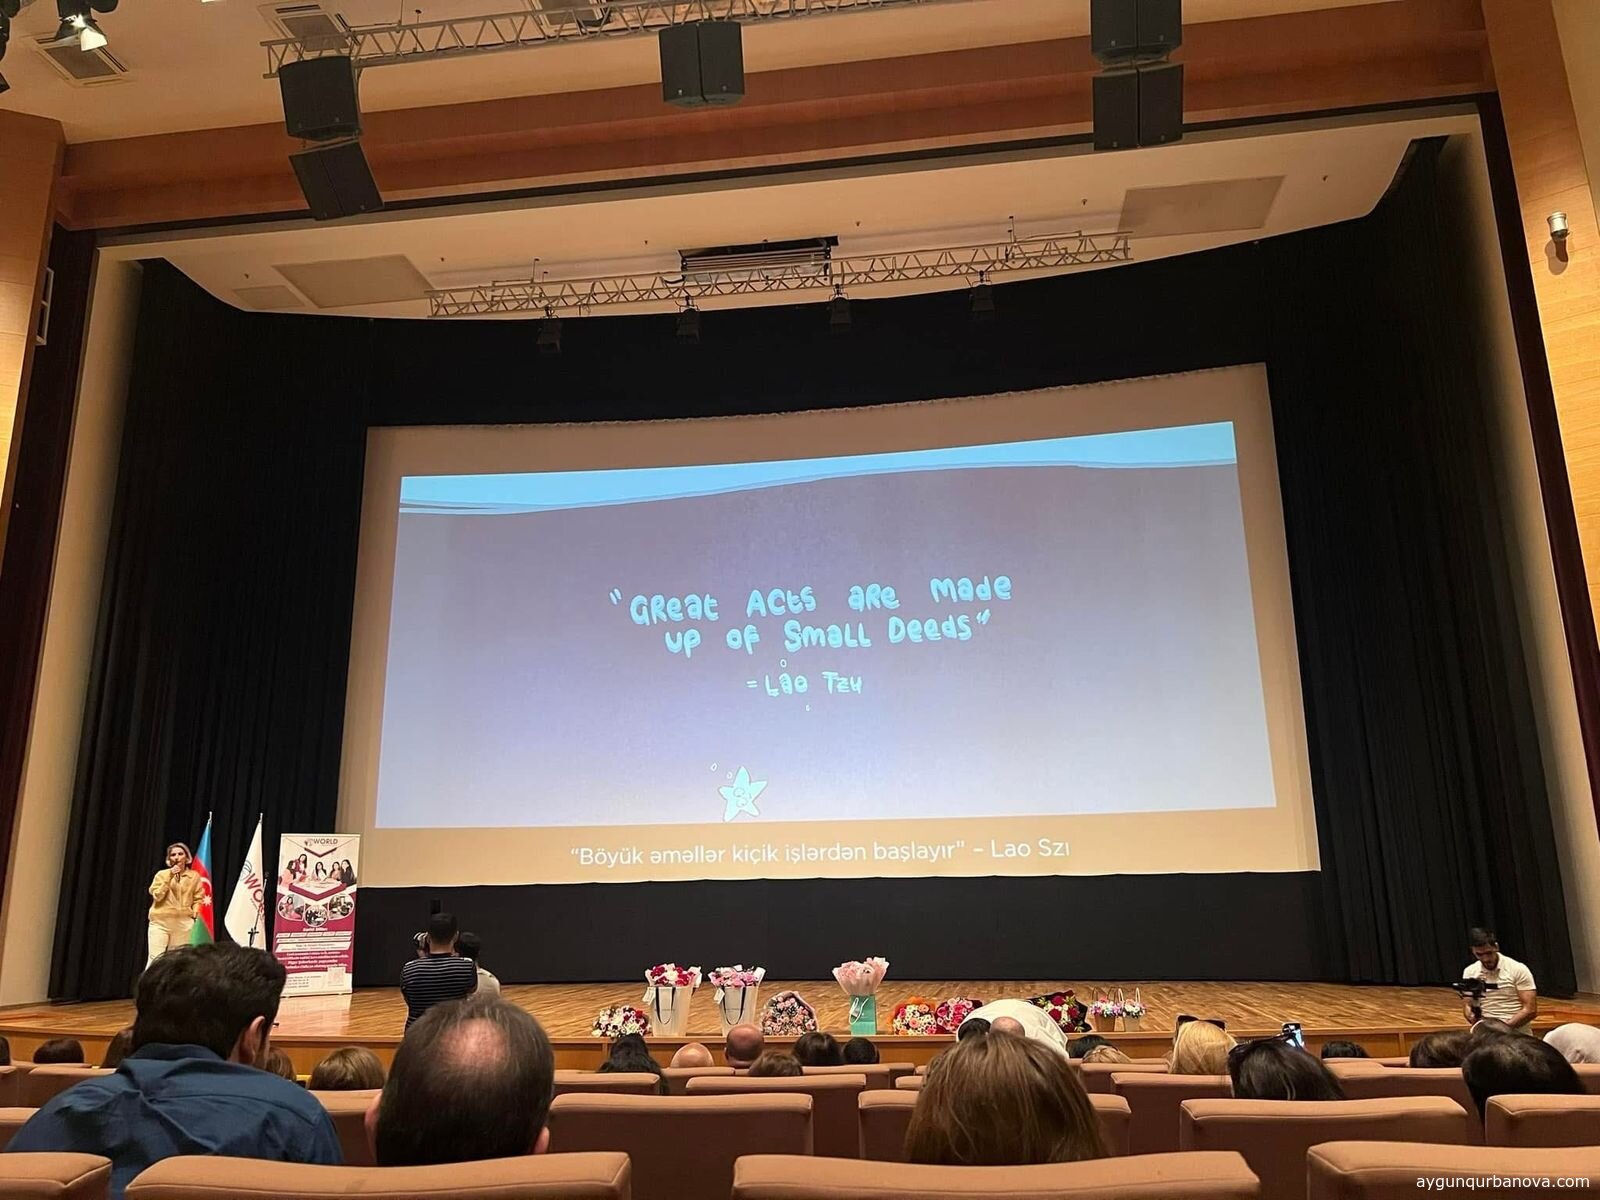 "GReat Acts aRe Made
up of Small Deeds"
- Lao Tzu
"Böyük əməllər kiçik işlərdən başlayır" – Lao Szı
WORLD
WOR
aygunqurbanova.com